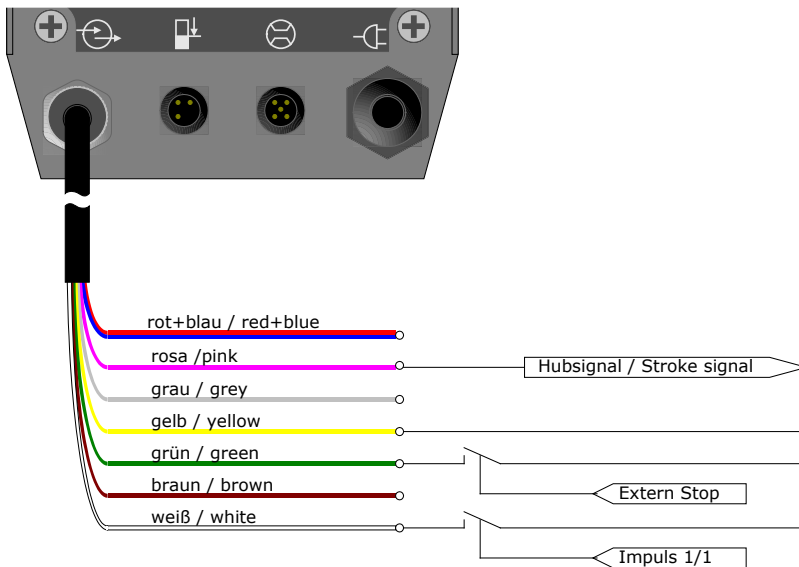 rot+blau / red+blue
rosa /pink
Hubsignal / Stroke signal
grau / grey
gelb / yellow
grün / green
Extern Stop
braun / brown
weiß / white
Impuls 1/1